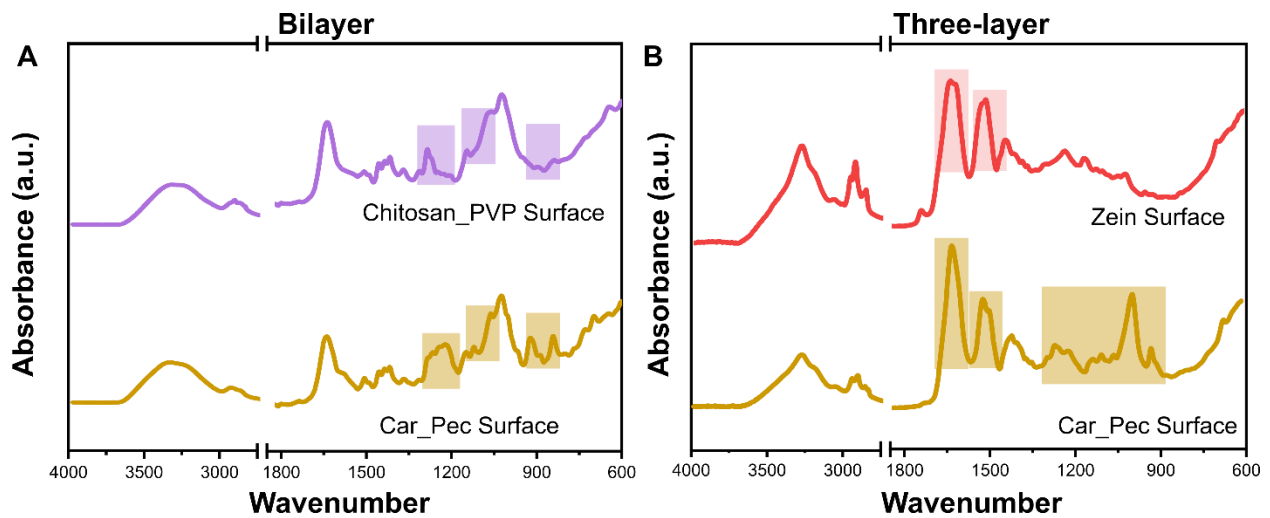 Bilayer
A
Absorbance (a.u.)
Chitosan_PVP Surface
Car_Pec Surface
4000 3500 3000 1800 1500 1200 900 600
Wavenumber
Three-layer
B
Absorbance (a.u.)
Zein Surface
Car_Pec Surface
4000 3500 3000 1800 1500 1200 900 600
Wavenumber